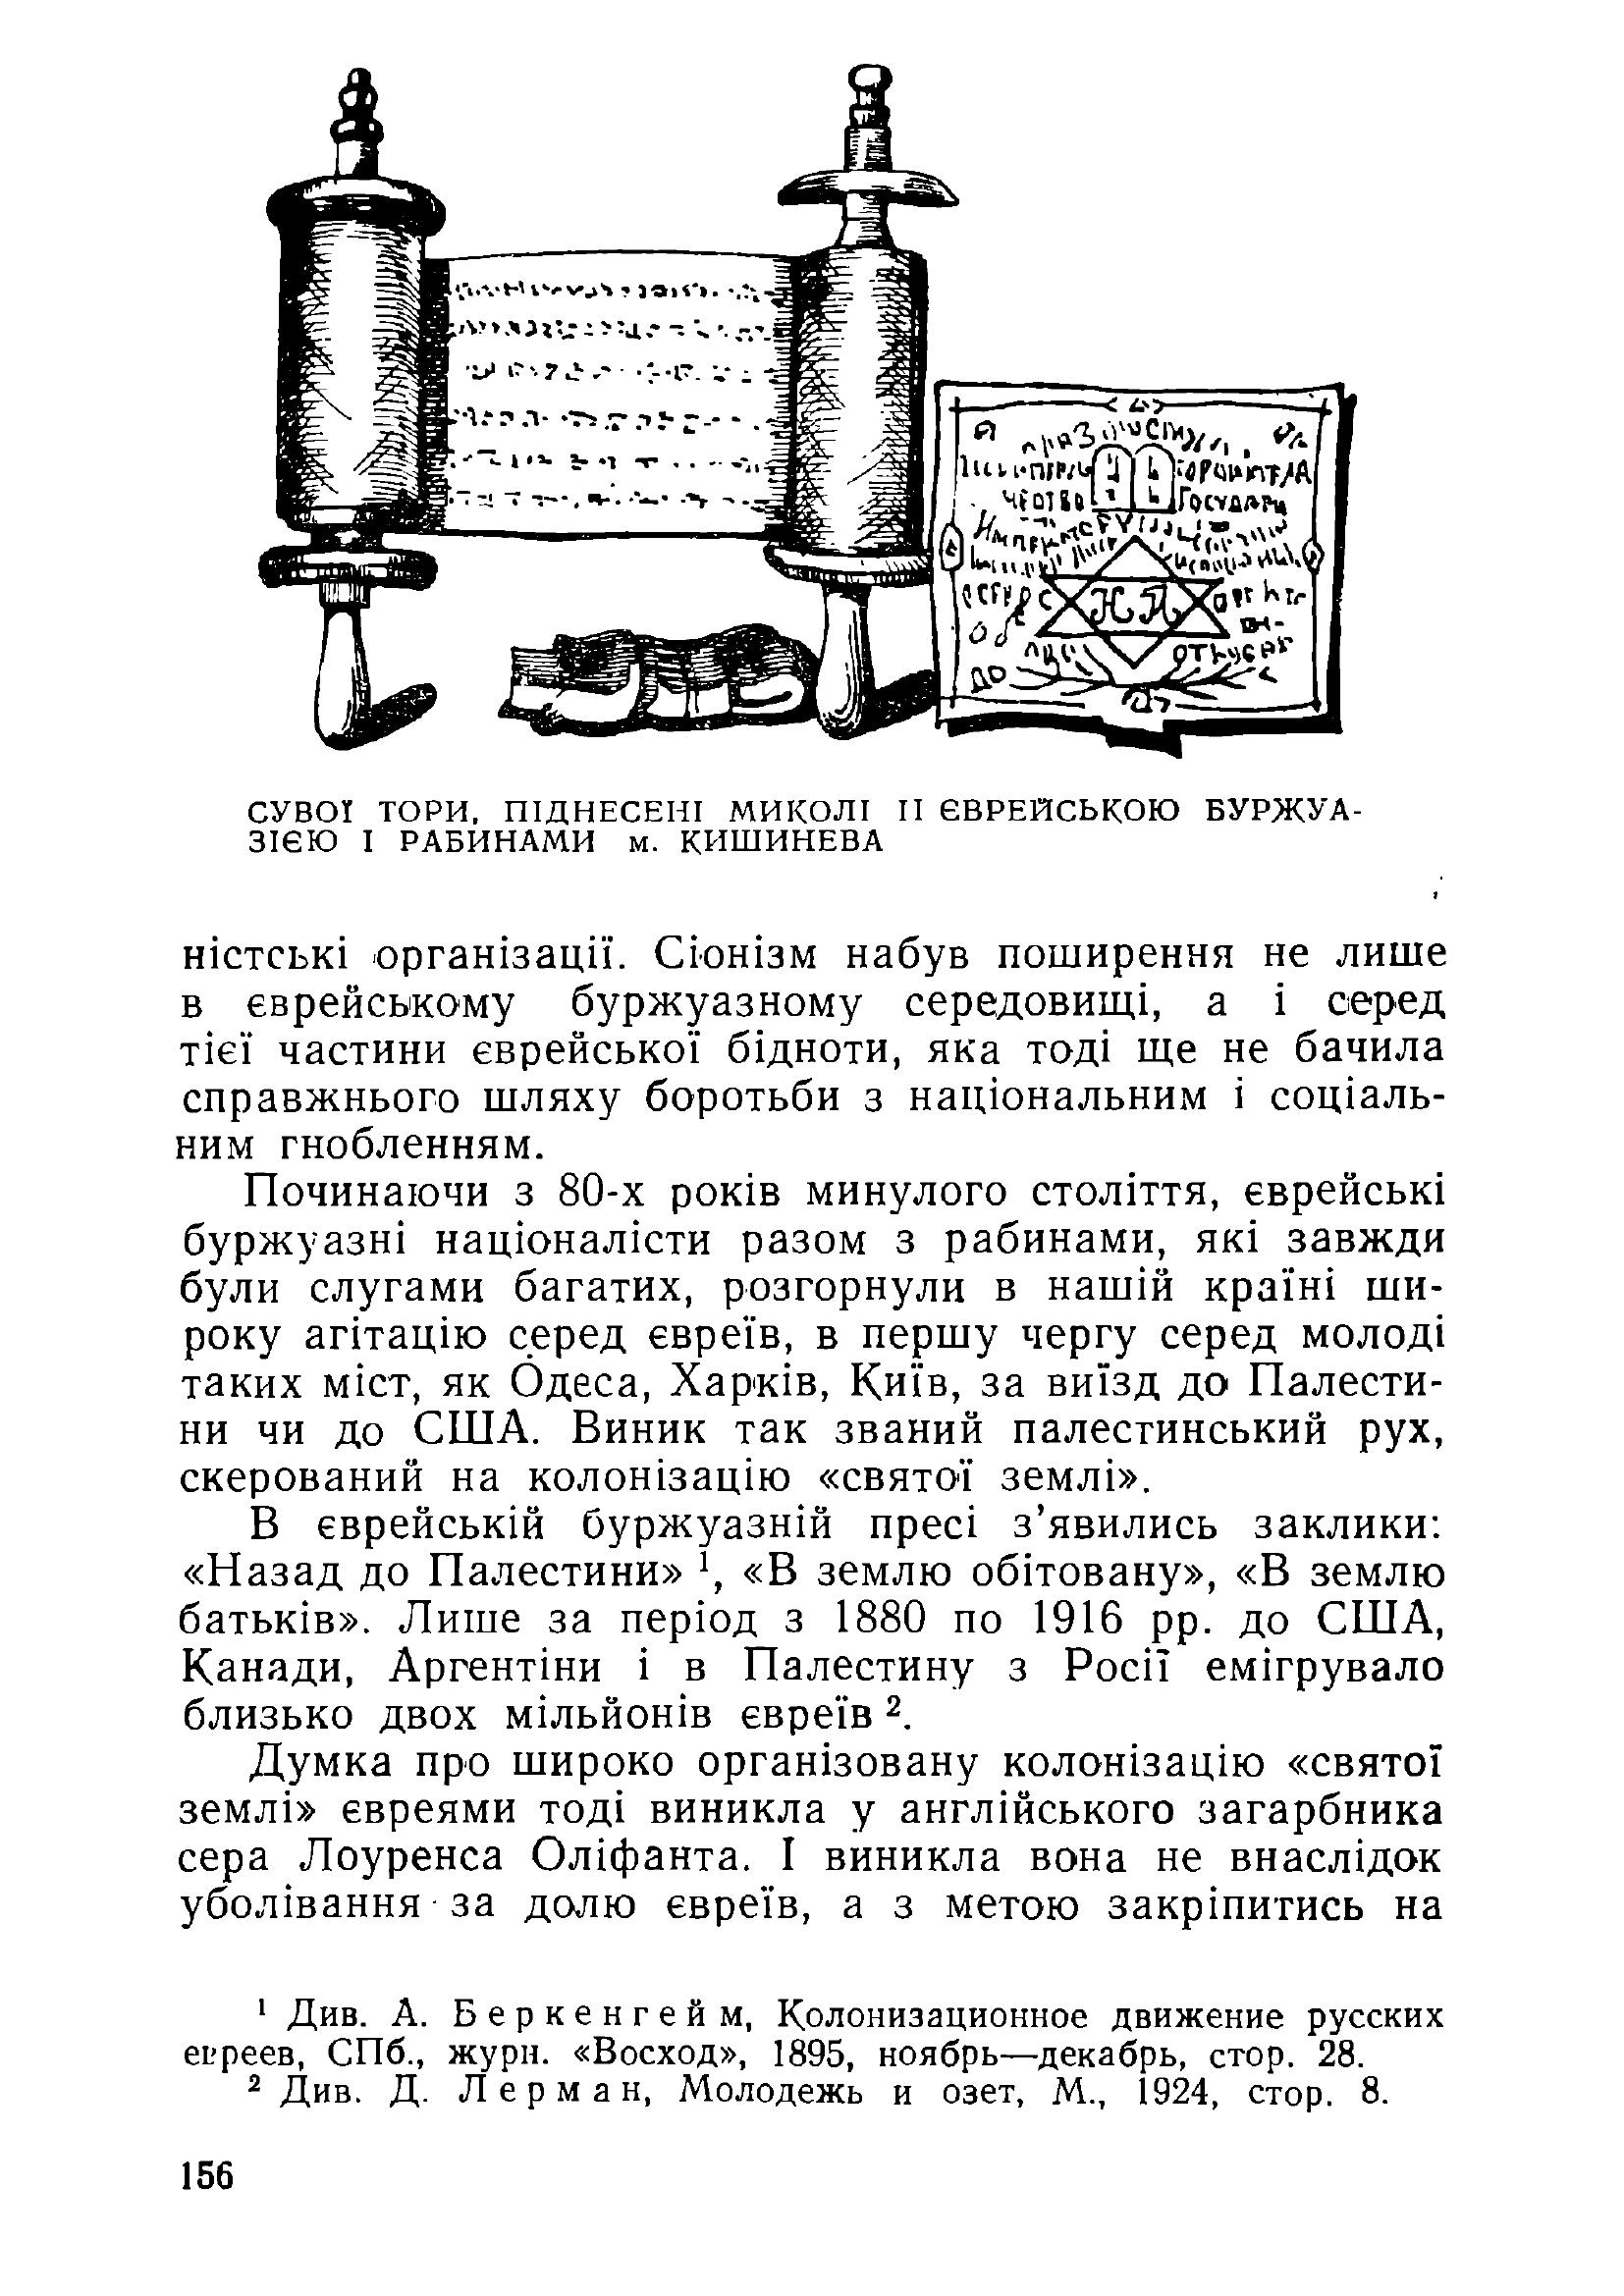 СУВОЇ ТОРИ, ПІДНЕСЕНІ МИКОЛІ II ЄВРЕЙСЬКОЮ БУРЖУА-
ЗІЄЮ І РАБИНАМИ м. КИШИНЕВА
ністські організації. Сіонізм набув поширення не лише
в єврейському буржуазному середовищі, а і серед
тієї частини єврейської бідноти, яка тоді ще не бачила
справжнього шляху боротьби з національним і соціаль-
ним гнобленням.
Починаючи з 80-х років минулого століття, єврейські
буржуазні націоналісти разом з рабинами, які завжди
були слугами багатих, розгорнули в нашій країні ши-
року агітацію серед євреїв, в першу чергу серед молоді
таких міст, як Одеса, Харків, Київ, за виїзд до Палести-
ни чи до США. Виник так званий палестинський рух,
скерований на колонізацію «святої землі».
В єврейській буржуазній пресі з’явились заклики:
«Назад до Палестини» ¹, «В землю обітовану», «В землю
батьків». Лише за період з 1880 по 1916 рр. до США,
Канади, Аргентіни і в Палестину з Росії емігрувало
близько двох мільйонів євреїв ².
Думка про широко організовану колонізацію «святої
землі» євреями тоді виникла у англійського загарбника
сера Лоуренса Оліфанта. І виникла вона не внаслідок
уболівання за долю євреїв, а з метою закріпитись на
¹ Див. А. Беркенгейм, Колонизационное движение русских
евреев, СПб., журн. «Восход», 1895, ноябрь—декабрь, стор. 28.
² Див. Д. Лерман, Молодежь и озет, М., 1924, стор. 8.
156